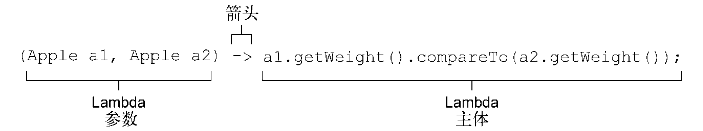 箭头
(Apple a1, Apple a2) -> a1.getWeight().compareTo(a2.getWeight());
Lambda Lambda
参数 主体